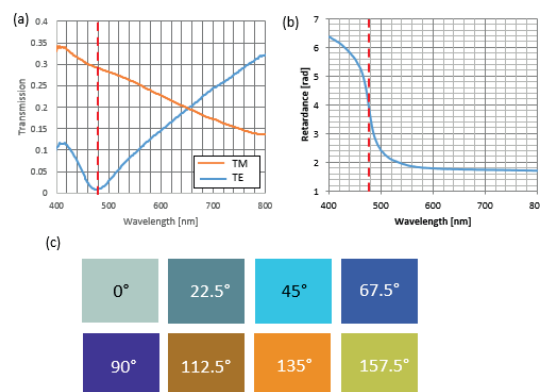 (a)
0.4
0.35
0.3
0.25
0.2
0.15
0.1
0.05
0
Transmission
TM
TE
400 500 600 700 800
Wavelength [nm]
(b)
7
6
5
4
3
2
1
Retardance [rad]
400 500 600 700 80
Wavelength [nm]
(c)
0° 22.5° 45° 67.5°
90° 112.5° 135° 157.5°